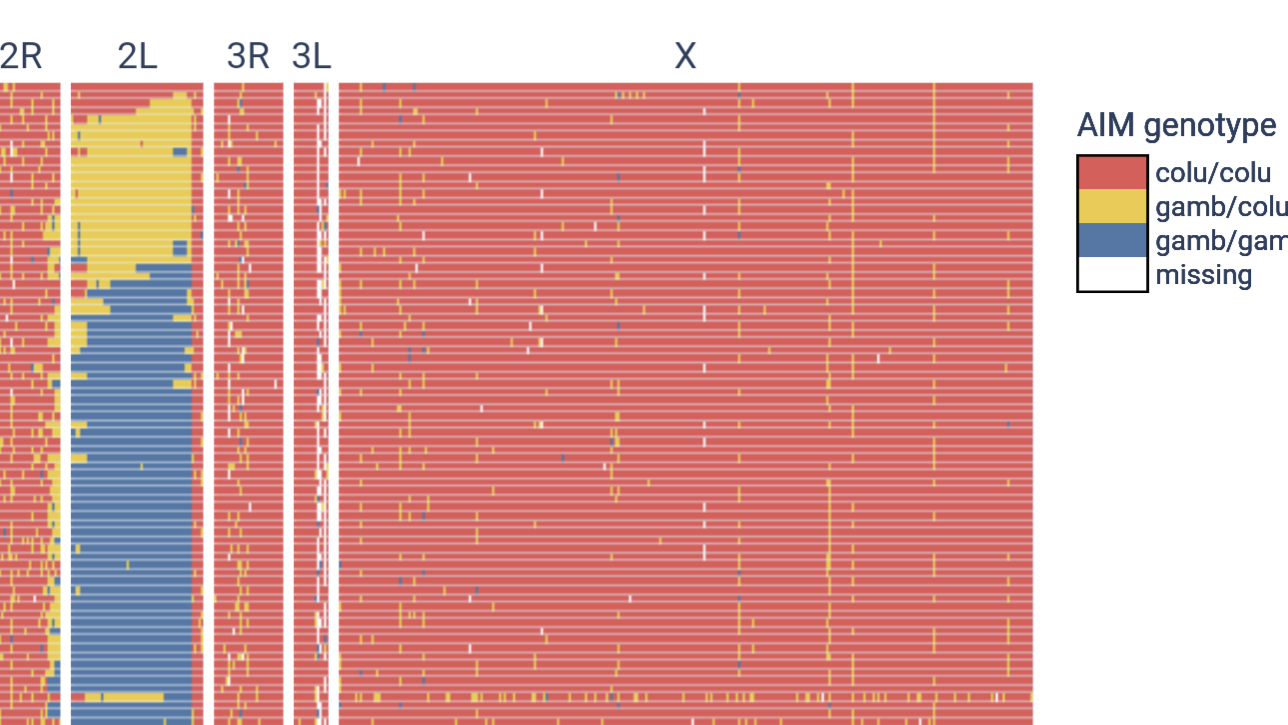 2R 2L 3R 3L X
AIM genotype
colu/colu
gamb/colu
gamb/gam
missing